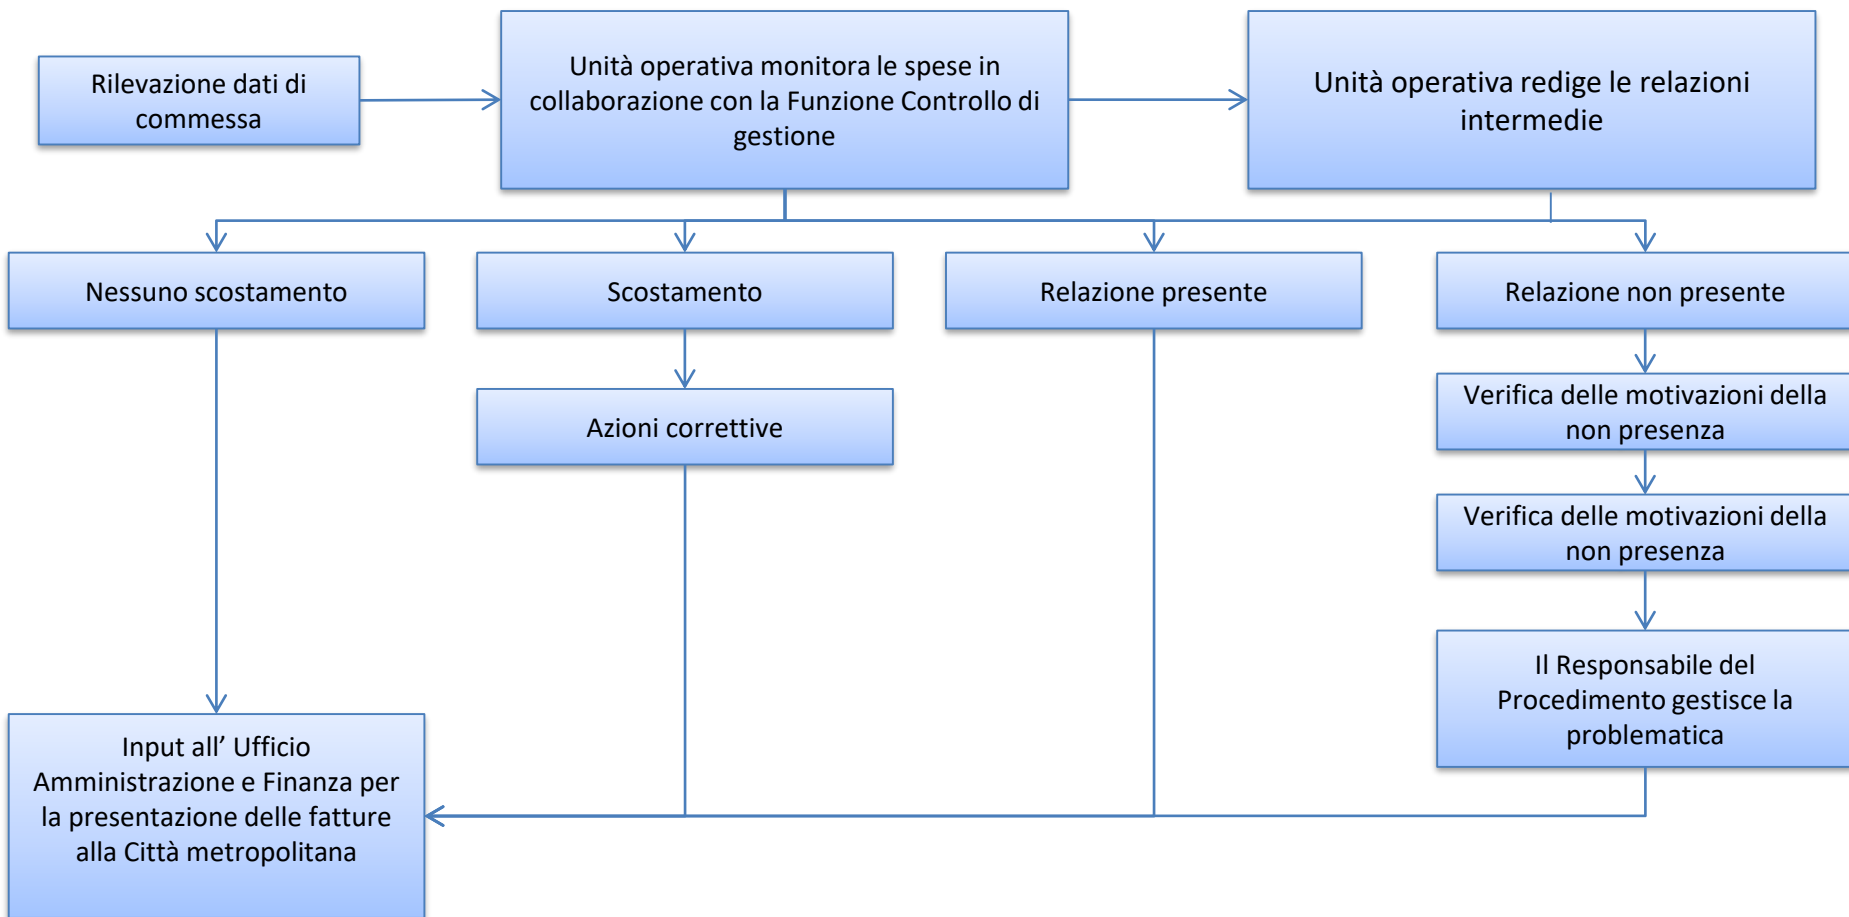 Rilevazione dati di
commessa
Unità operativa monitora le spese in
collaborazione con la Funzione Controllo di
gestione
Unità operativa redige le relazioni
intermedie
Nessuno scostamento
Scostamento
Relazione presente
Relazione non presente
Azioni correttive
Verifica delle motivazioni della
non presenza
Verifica delle motivazioni della
non presenza
Il Responsabile del
Procedimento gestisce la
problematica
Input all’ Ufficio
Amministrazione e Finanza per
la presentazione delle fatture
alla Città metropolitana